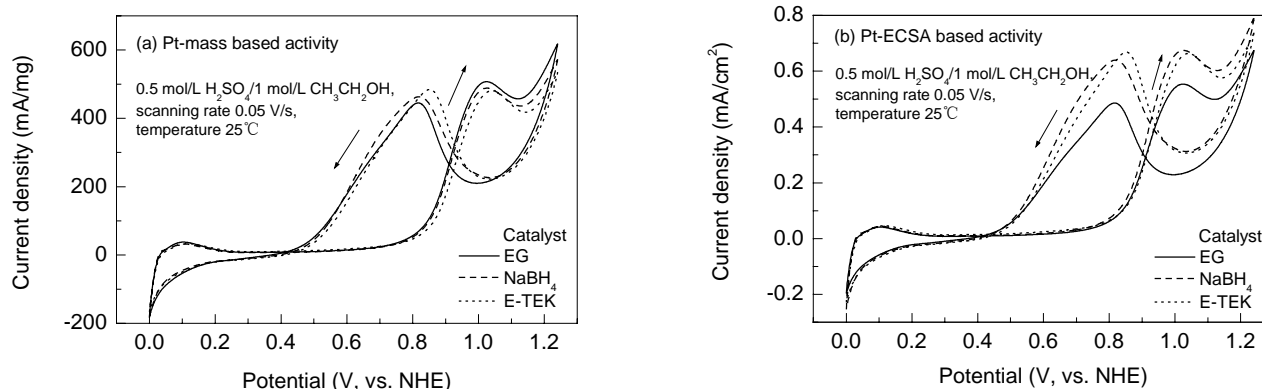 (a) Pt-mass based activity
0.5 mol/L H₂SO₄/1 mol/L CH₃CH₂OH,
scanning rate 0.05 V/s,
temperature 25℃
Current density (mA/mg)
600
400
200
0
-200
0.0 0.2 0.4 0.6 0.8 1.0 1.2
Potential (V, vs. NHE)
Catalyst
EG
NaBH₄
E-TEK
(b) Pt-ECSA based activity
0.5 mol/L H₂SO₄/1 mol/L CH₃CH₂OH,
scanning rate 0.05 V/s,
temperature 25℃
Current density (mA/cm²)
0.8
0.6
0.4
0.2
0.0
-0.2
0.0 0.2 0.4 0.6 0.8 1.0 1.2
Potential (V, vs. NHE)
Catalyst
EG
NaBH₄
E-TEK